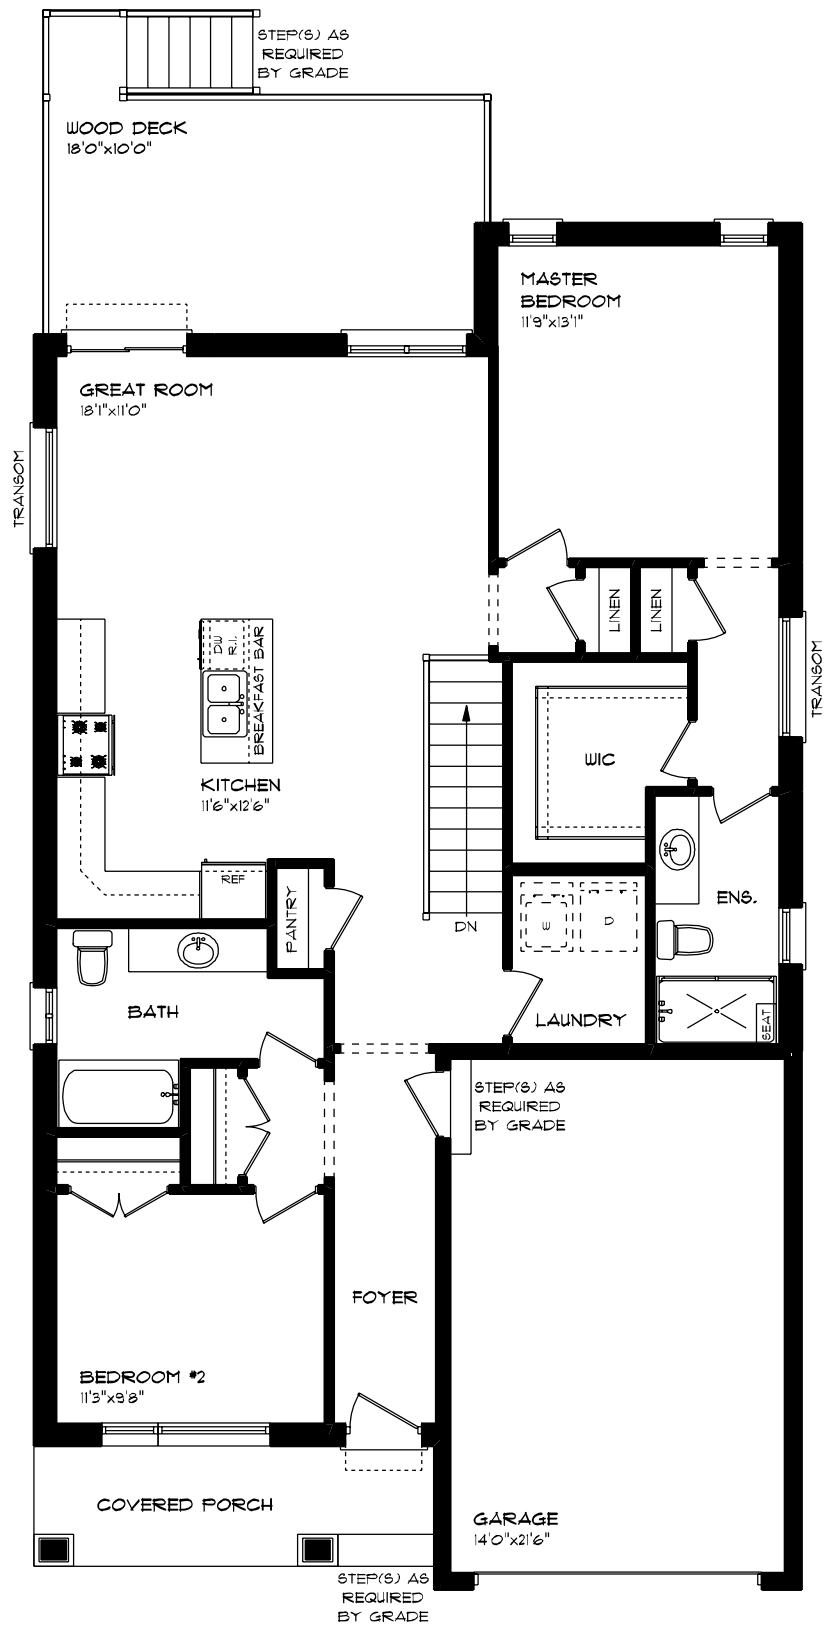 STEP(S) AS
REQUIRED
BY GRADE
WOOD DECK
18'0"x10'0"
MASTER
BEDROOM
11'9"x13'1"
GREAT ROOM
18'1"x11'0"
TRANSOM
LINEN
LINEN
DW
R.I.
BREAKFAST BAR
TRANSOM
WIC
KITCHEN
11'6"x12'6"
REF
PANTRY
DN
W
D
ENS.
BATH
LAUNDRY
SEAT
STEP(S) AS
REQUIRED
BY GRADE
FOYER
BEDROOM #2
11'3"x9'8"
COVERED PORCH
GARAGE
14'0"x21'6"
STEP(S) AS
REQUIRED
BY GRADE